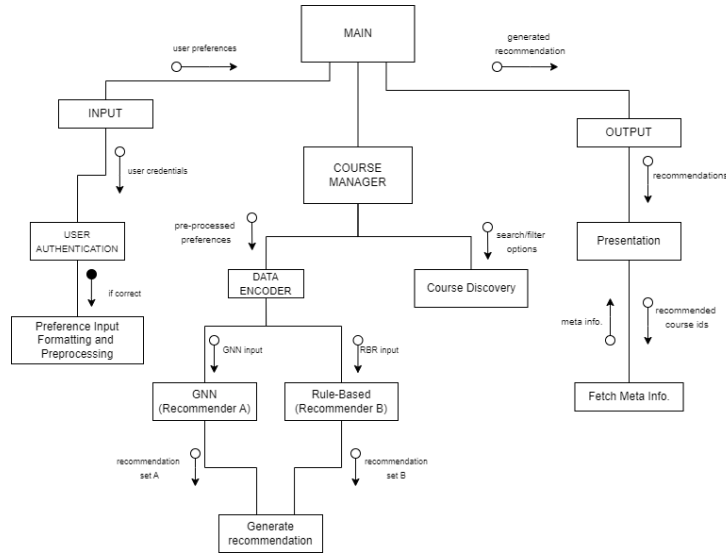 MAIN
user preferences
generated
recommendation
INPUT
OUTPUT
user credentials
COURSE
MANAGER
recommendations
USER
AUTHENTICATION
pre-processed
preferences
search/filter
options
Presentation
if correct
DATA
ENCODER
Course Discovery
Preference Input
Formatting and
Preprocessing
meta info.
recommended
course ids
GNN input
RBR input
GNN
(Recommender A)
Rule-Based
(Recommender B)
Fetch Meta Info.
recommendation
set A
recommendation
set B
Generate
recommendation